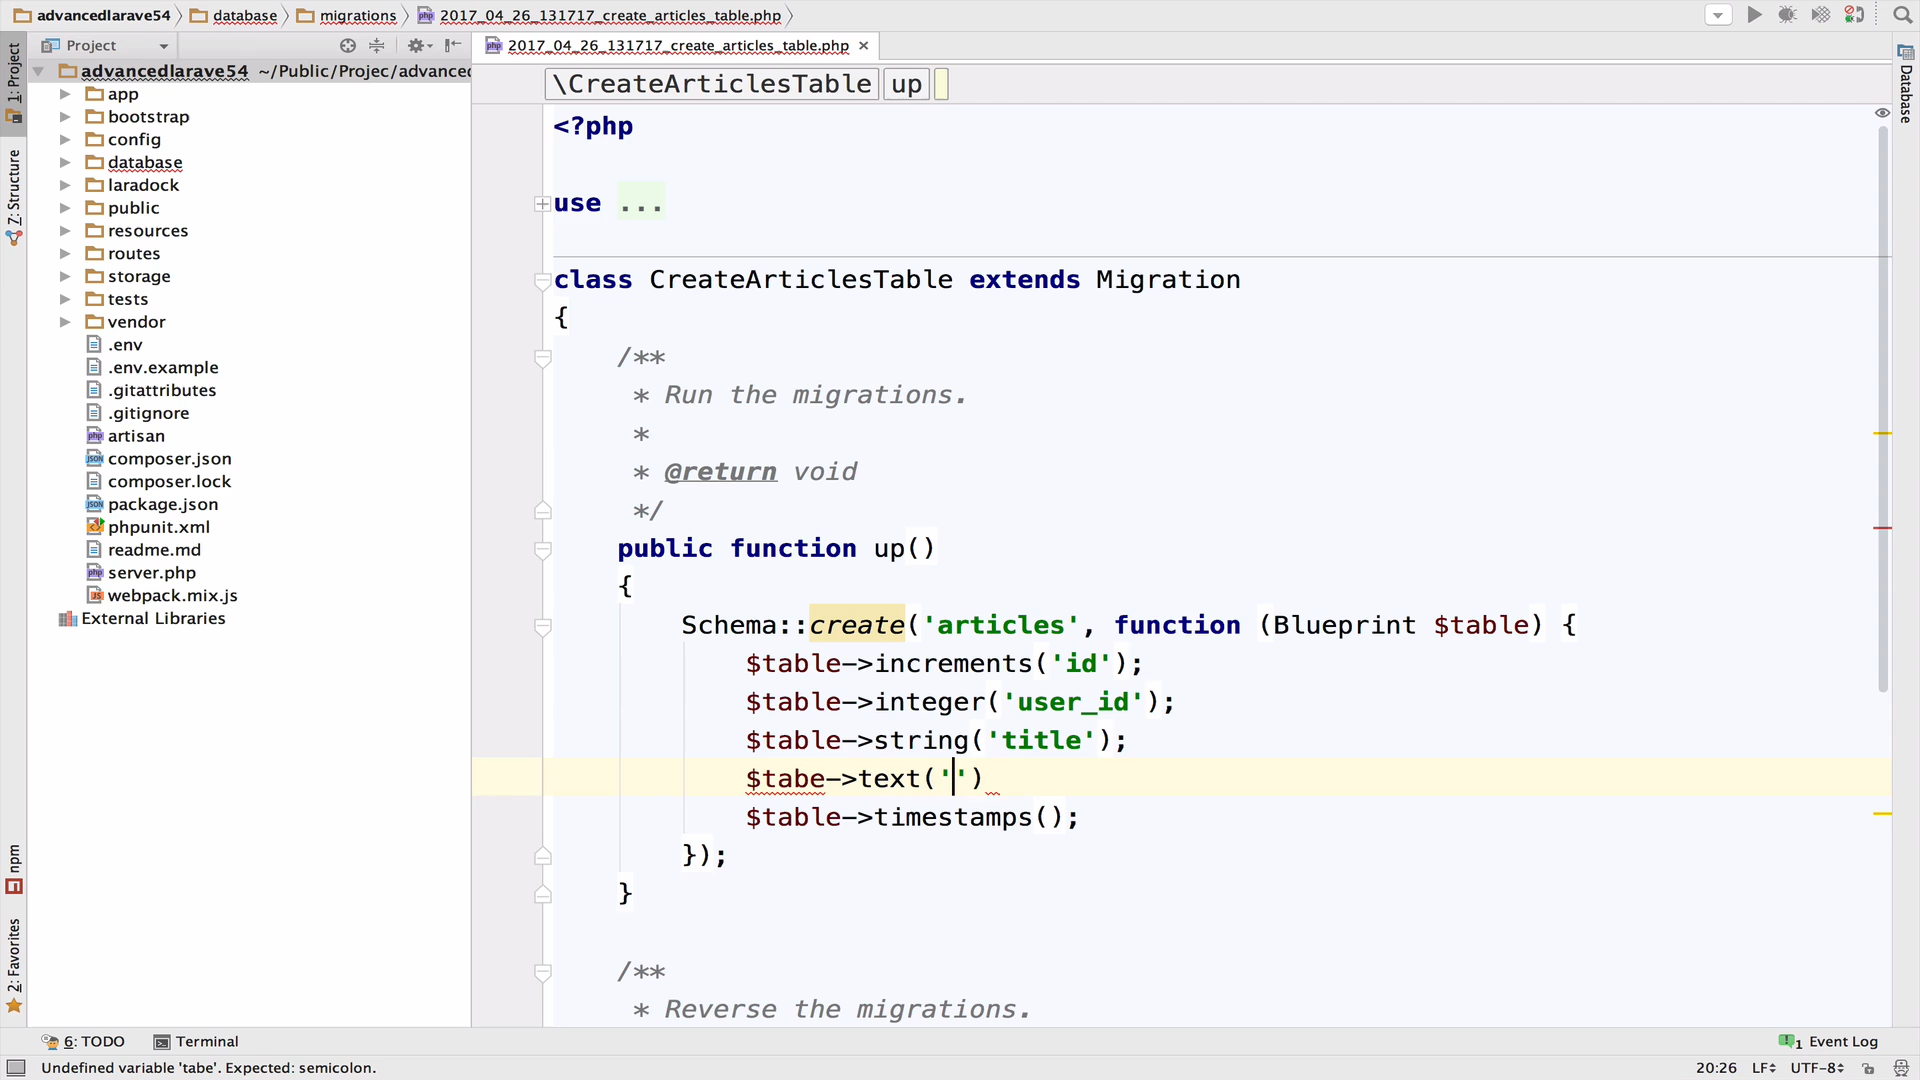 advancedlarave54 database migrations 2017_04_26_131717_create_articles_table.php
1: Project
Z: Structure
npm
2: Favorites
Project
advancedlarave54 ~/Public/Projec/advanced
app
bootstrap
config
database
laradock
public
resources
routes
storage
tests
vendor
.env
.env.example
.gitattributes
.gitignore
artisan
composer.json
composer.lock
package.json
phpunit.xml
readme.md
server.php
webpack.mix.js
External Libraries
2017_04_26_131717_create_articles_table.php
\CreateArticlesTable up
<?php
use ...
class CreateArticlesTable extends Migration
{
/**
* Run the migrations.
*
* @return void
*/
public function up()
{
Schema::create('articles', function (Blueprint $table) {
$table->increments('id');
$table->integer('user_id');
$table->string('title');
$tabe->text('')
$table->timestamps();
});
}
/**
* Reverse the migrations.
Database
6: TODO Terminal
1 Event Log
Undefined variable 'tabe'. Expected: semicolon.
20:26 LF UTF-8